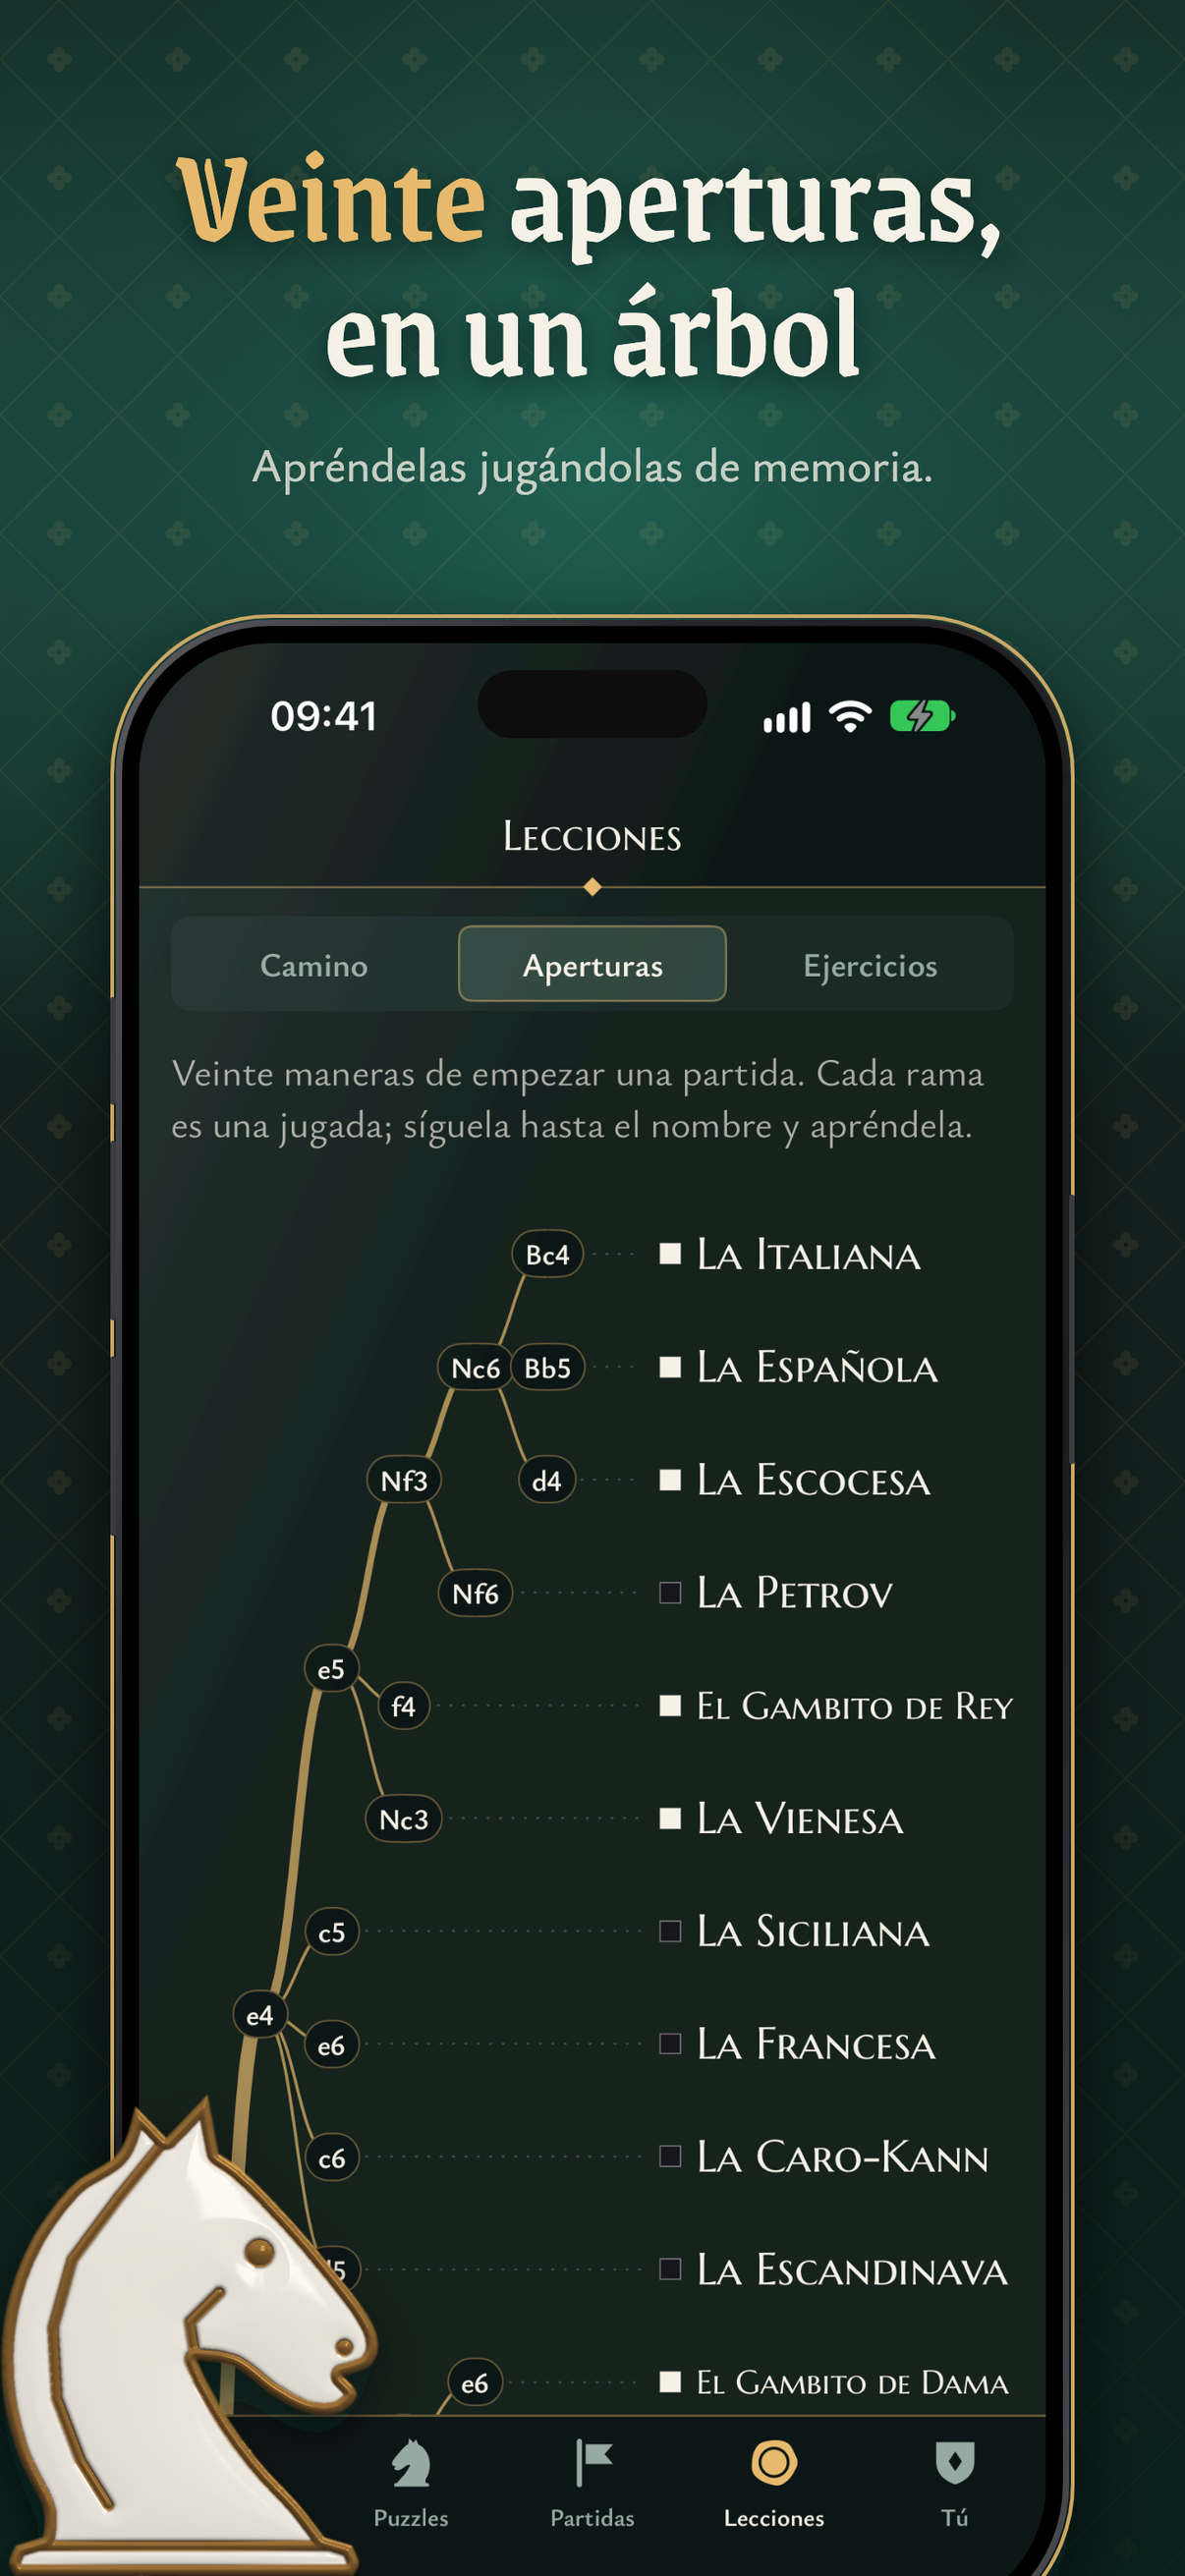 Veinte aperturas,
en un árbol
Apréndelas jugándolas de memoria.
09:41
Lecciones
Camino
Aperturas
Ejercicios
Veinte maneras de empezar una partida. Cada rama
es una jugada; síguela hasta el nombre y apréndela.
Bc4 La Italiana
Nc6 Bb5 La Española
Nf3 d4 La Escocesa
Nf6 La Petrov
e5
f4 El Gambito de Rey
Nc3 La Vienesa
c5 La Siciliana
e4
e6 La Francesa
c6 La Caro-Kann
La Escandinava
e6 El Gambito de Dama
Puzzles
Partidas
Lecciones
Tú